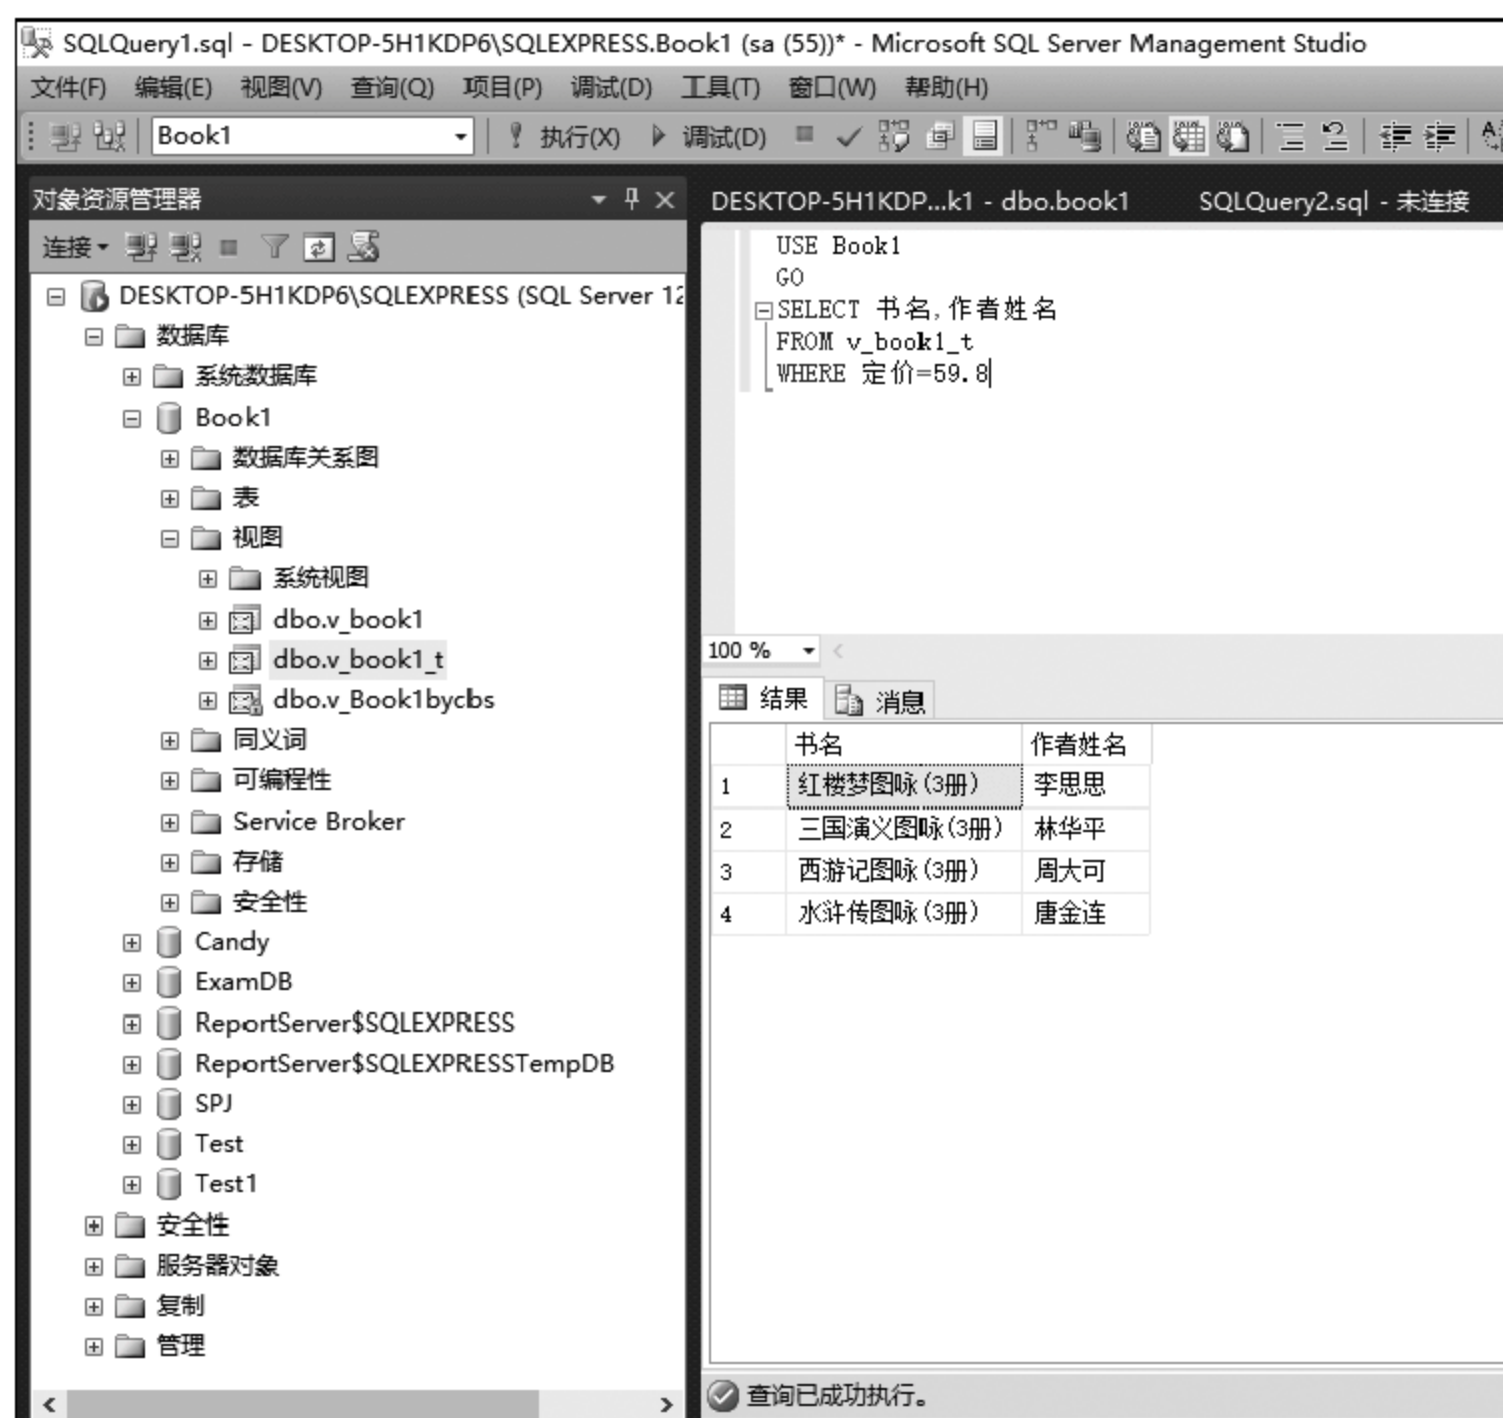 SQLQuery1.sql - DESKTOP-5H1KDP6\SQLEXPRESS.Book1 (sa (55))* - Microsoft SQL Server Management Studio
文件(F) 编辑(E) 视图(V) 查询(Q) 项目(P) 调试(D) 工具(T) 窗口(W) 帮助(H)
Book1 执行(X) 调试(D)
对象资源管理器
连接
DESKTOP-5H1KDP6\SQLEXPRESS (SQL Server 12
数据库
系统数据库
Book1
数据库关系图
表
视图
系统视图
dbo.v_book1
dbo.v_book1_t
dbo.v_Book1bycbs
同义词
可编程性
Service Broker
存储
安全性
Candy
ExamDB
ReportServer$SQLEXPRESS
ReportServer$SQLEXPRESSTempDB
SPJ
Test
Test1
安全性
服务器对象
复制
管理
DESKTOP-5H1KDP...k1 - dbo.book1 SQLQuery2.sql - 未连接
USE Book1
GO
SELECT 书名,作者姓名
FROM v_book1_t
WHERE 定价=59.8
100 %
结果 消息
书名 作者姓名
1 红楼梦图咏(3册) 李思思
2 三国演义图咏(3册) 林华平
3 西游记图咏(3册) 周大可
4 水浒传图咏(3册) 唐金连
查询已成功执行。